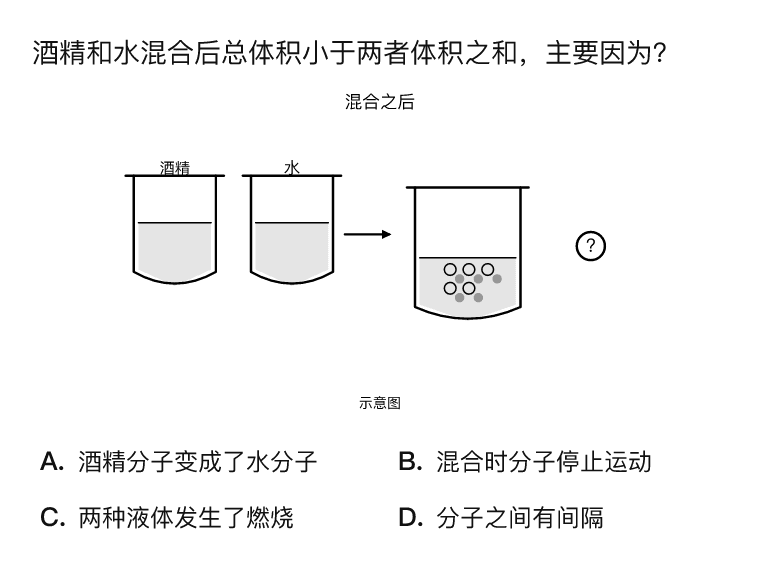 酒精和水混合后总体积小于两者体积之和，主要因为？
混合之后
酒精
水
?
示意图
A. 酒精分子变成了水分子
B. 混合时分子停止运动
C. 两种液体发生了燃烧
D. 分子之间有间隔